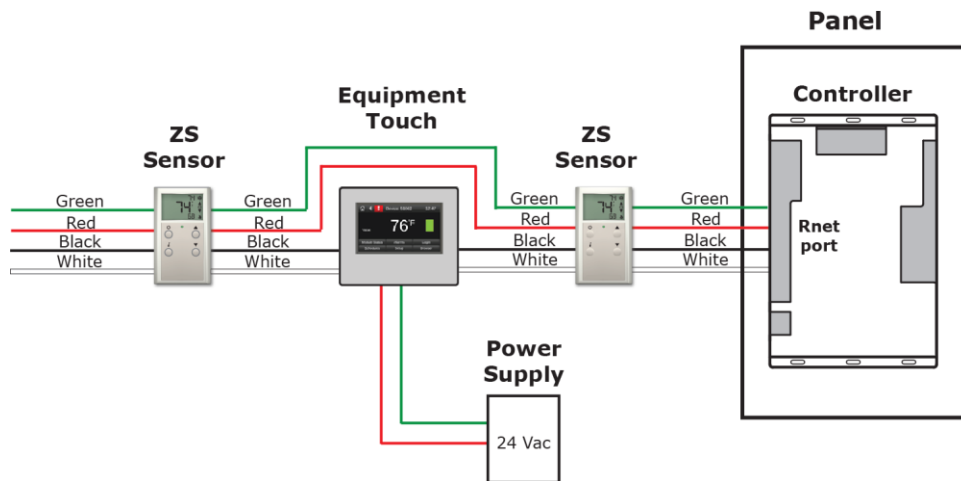 Panel
Controller
Equipment
Touch
ZS
Sensor
ZS
Sensor
Green
Red
Black
White
Green
Red
Black
White
Green
Red
Black
White
Green
Red
Black
White
Rnet
port
74
76°F
74
Power
Supply
24 Vac